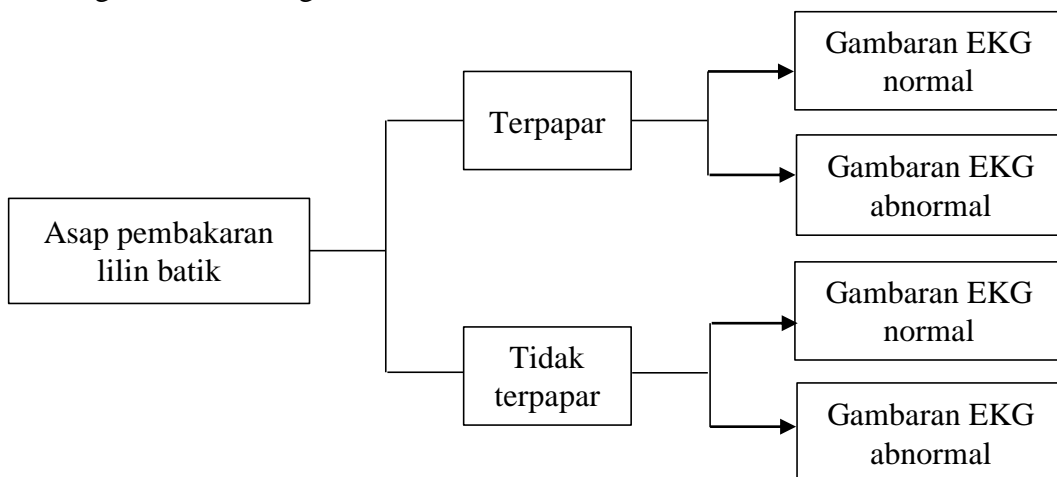 Gambaran EKG
normal
Terpapar
Gambaran EKG
abnormal
Asap pembakaran
lilin batik
Gambaran EKG
normal
Tidak
terpapar
Gambaran EKG
abnormal